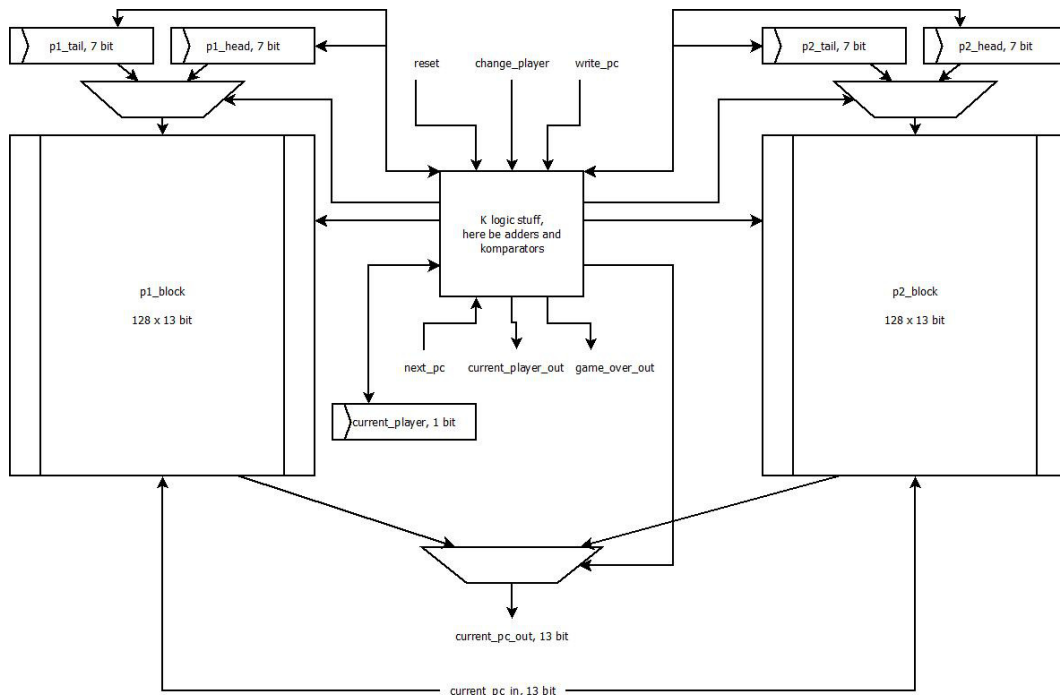 p1_tail, 7 bit
p1_head, 7 bit
p2_tail, 7 bit
p2_head, 7 bit
reset
change_player
write_pc
K logic stuff,
here be adders and
komparators
p1_block
128 x 13 bit
p2_block
128 x 13 bit
next_pc
current_player_out
game_over_out
current_player, 1 bit
current_pc_out, 13 bit
current_pc_in, 13 bit